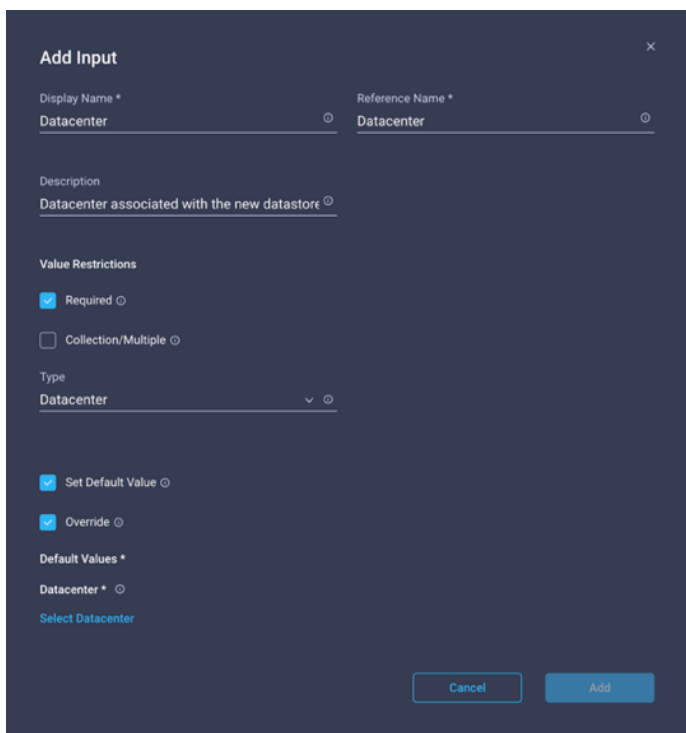 Add Input
Display Name *
Reference Name *
Datacenter
Datacenter
Description
Datacenter associated with the new datastore
Value Restrictions
Required
Collection/Multiple
Type
Datacenter
Set Default Value
Override
Default Values *
Datacenter *
Select Datacenter
Cancel
Add